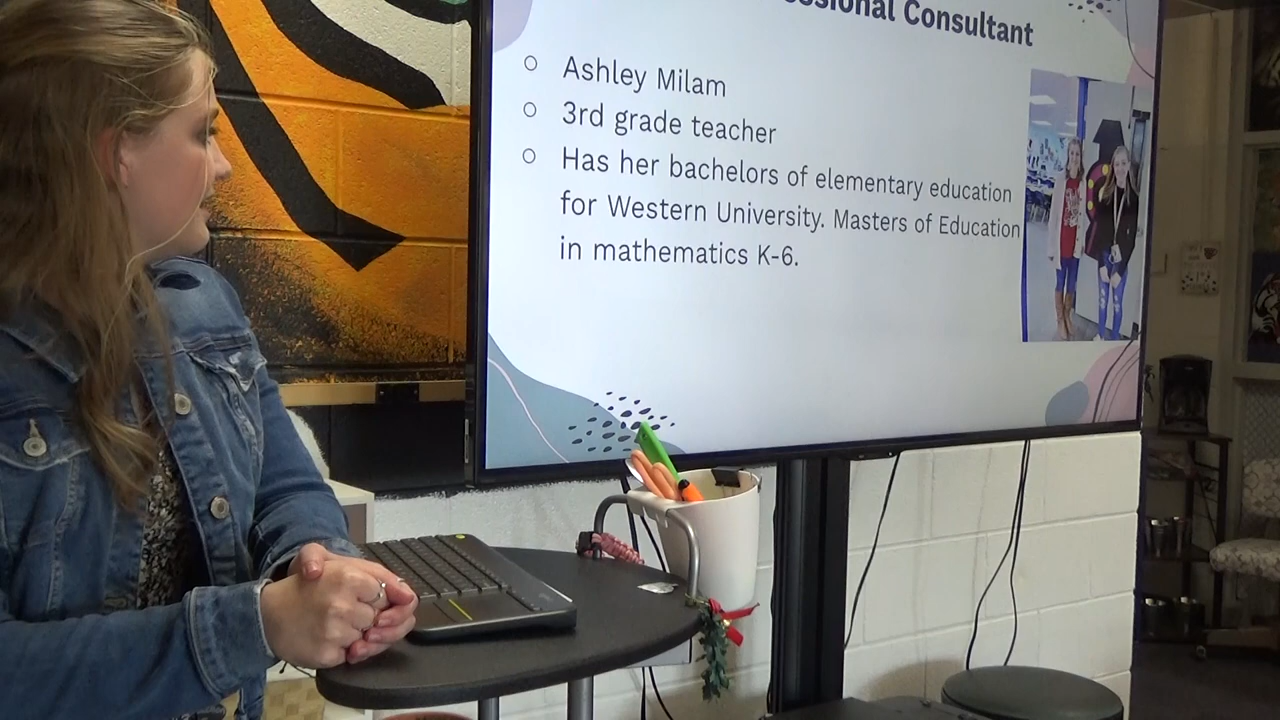 Consultant
Ashley Milam
3rd grade teacher
Has her bachelors of elementary education
for Western University. Masters of Education
in mathematics K-6.